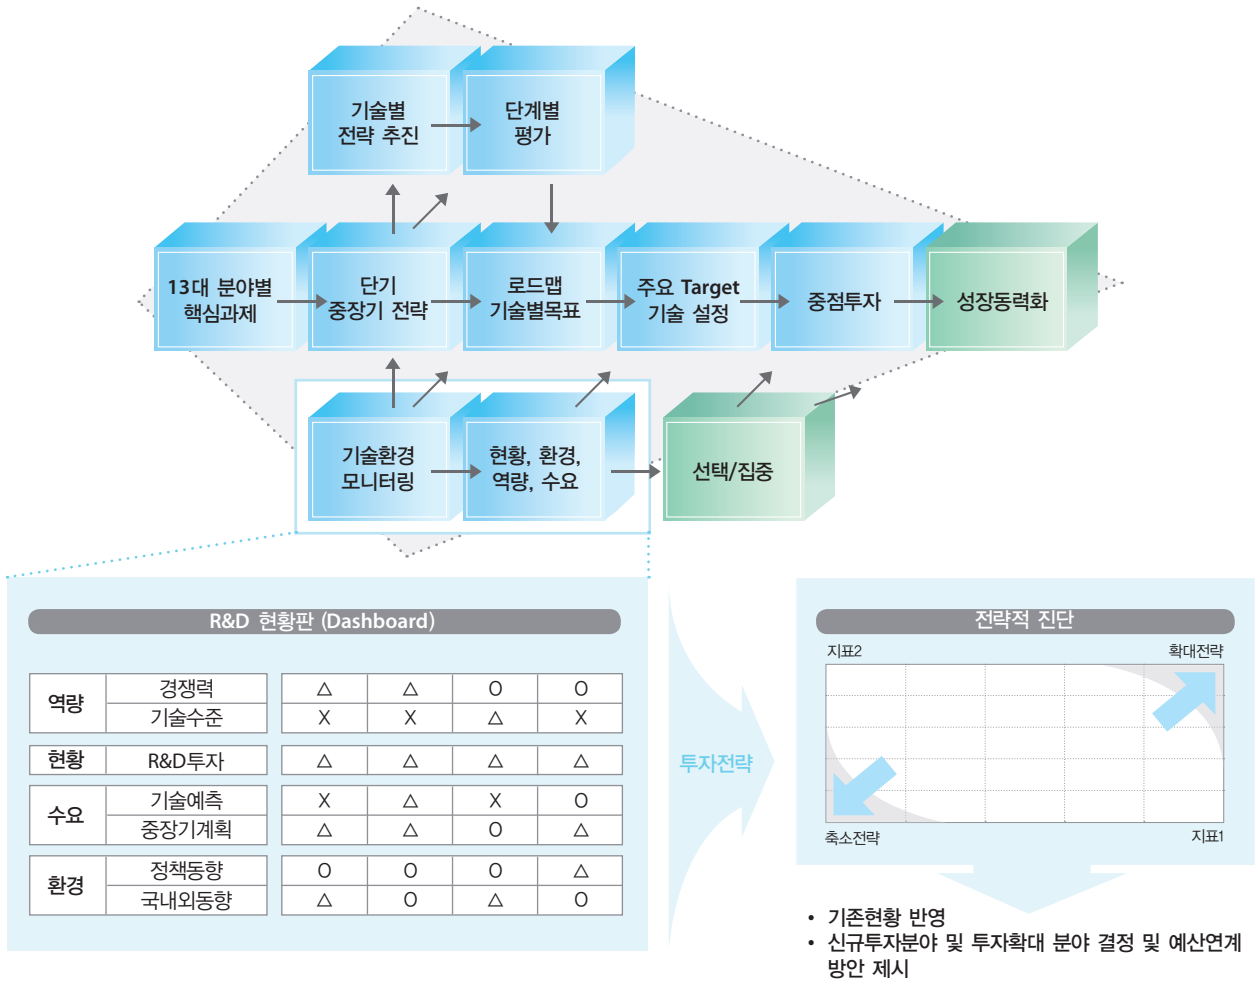 기술별
전략 추진
단계별
평가
13대 분야별
핵심과제
단기
중장기 전략
로드맵
기술별목표
주요 Target
기술 설정
중점투자
성장동력화
기술환경
모니터링
현황, 환경,
역량, 수요
선택/집중
R&D 현황판 (Dashboard)
역량
경쟁력 △ △ O O
기술수준 X X △ X
현황 R&D투자 △ △ △ △
수요
기술예측 X △ X O
중장기계획 △ △ O △
환경
정책동향 O O O △
국내외동향 △ O △ O
투자전략
전략적 진단
지표2 확대전략
축소전략 지표1
• 기존현황 반영
• 신규투자분야 및 투자확대 분야 결정 및 예산연계
방안 제시